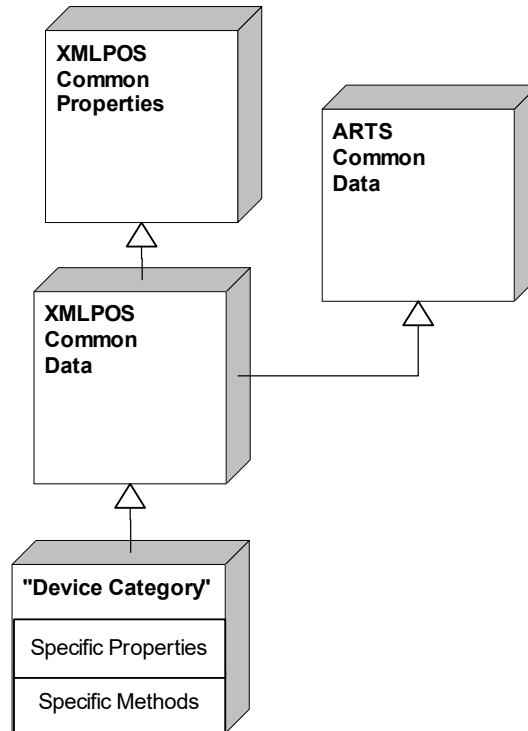 XMLPOS
Common
Properties
ARTS
Common
Data
XMLPOS
Common
Data
"Device Category"
Specific Properties
Specific Methods